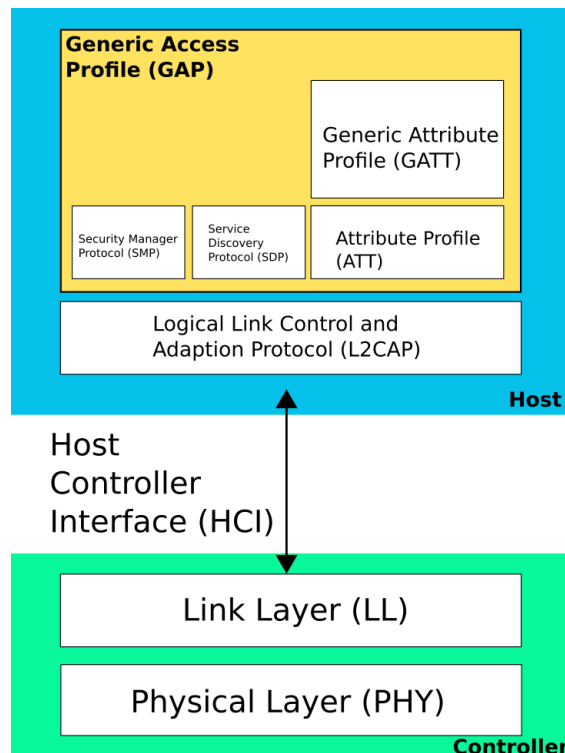 Generic Access
Profile (GAP)
Generic Attribute
Profile (GATT)
Security Manager
Protocol (SMP)
Service
Discovery
Protocol (SDP)
Attribute Profile
(ATT)
Logical Link Control and
Adaption Protocol (L2CAP)
Host
Host
Controller
Interface (HCI)
Link Layer (LL)
Physical Layer (PHY)
Controller